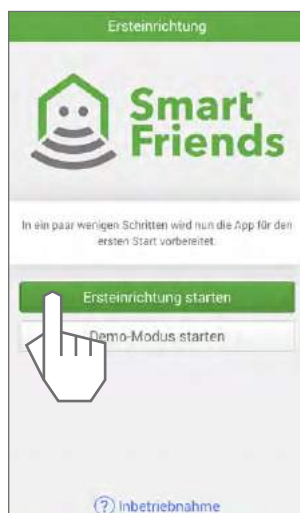 Ersteinrichtung
Smart
Friends
In ein paar wenigen Schritten wird nun die App für den
ersten Start vorbereitet.
Ersteinrichtung starten
Demo-Modus starten
? Inbetriebnahme